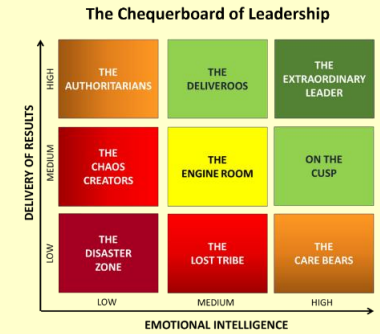 The Chequerboard of Leadership
DELIVERY OF RESULTS
HIGH
THE
AUTHORITARIANS
THE
DELIVEROOS
THE
EXTRAORDINARY
LEADER
MEDIUM
THE
CHAOS
CREATORS
THE
ENGINE ROOM
ON THE
CUSP
LOW
THE
DISASTER
ZONE
THE
LOST TRIBE
THE
CARE BEARS
LOW
MEDIUM
HIGH
EMOTIONAL INTELLIGENCE